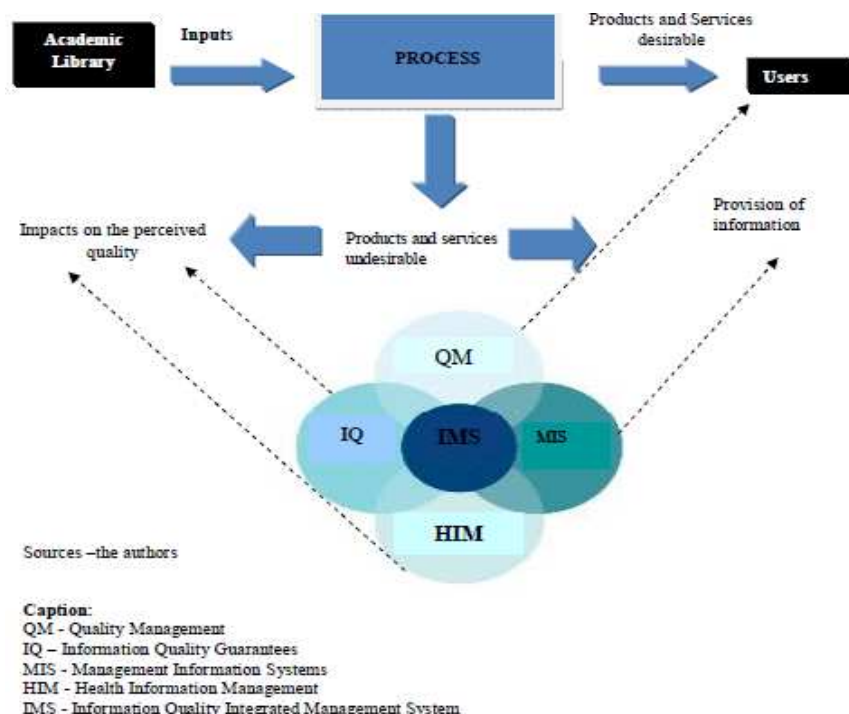 Academic
Library
Inputs
PROCESS
Products and Services
desirable
Users
Impacts on the perceived
quality
Products and services
undesirable
Provision of
information
QM
IQ
IMS
MIS
HIM
Sources –the authors
Caption:
QM - Quality Management
IQ – Information Quality Guarantees
MIS - Management Information Systems
HIM - Health Information Management
IMS - Information Quality Integrated Management System